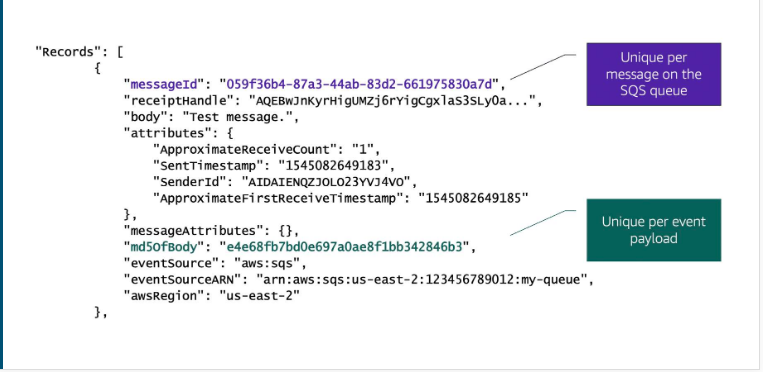 "Records": [
{
"messageId": "059f36b4-87a3-44ab-83d2-661975830a7d",
"receiptHandle": "AQEBwJnKyrHigUMZj6rYigCgxlaS3SLy0a...",
"body": "Test message.",
"attributes": {
"ApproximateReceiveCount": "1",
"SentTimestamp": "1545082649183",
"SenderId": "AIDAIENQZJOLO23YVJ4VO",
"ApproximateFirstReceiveTimestamp": "1545082649185"
},
"messageAttributes": {},
"md5OfBody": "e4e68fb7bd0e697a0ae8f1bb342846b3",
"eventSource": "aws:sqs",
"eventSourceARN": "arn:aws:sqs:us-east-2:123456789012:my-queue",
"awsRegion": "us-east-2"
},
Unique per
message on the
SQS queue
Unique per event
payload